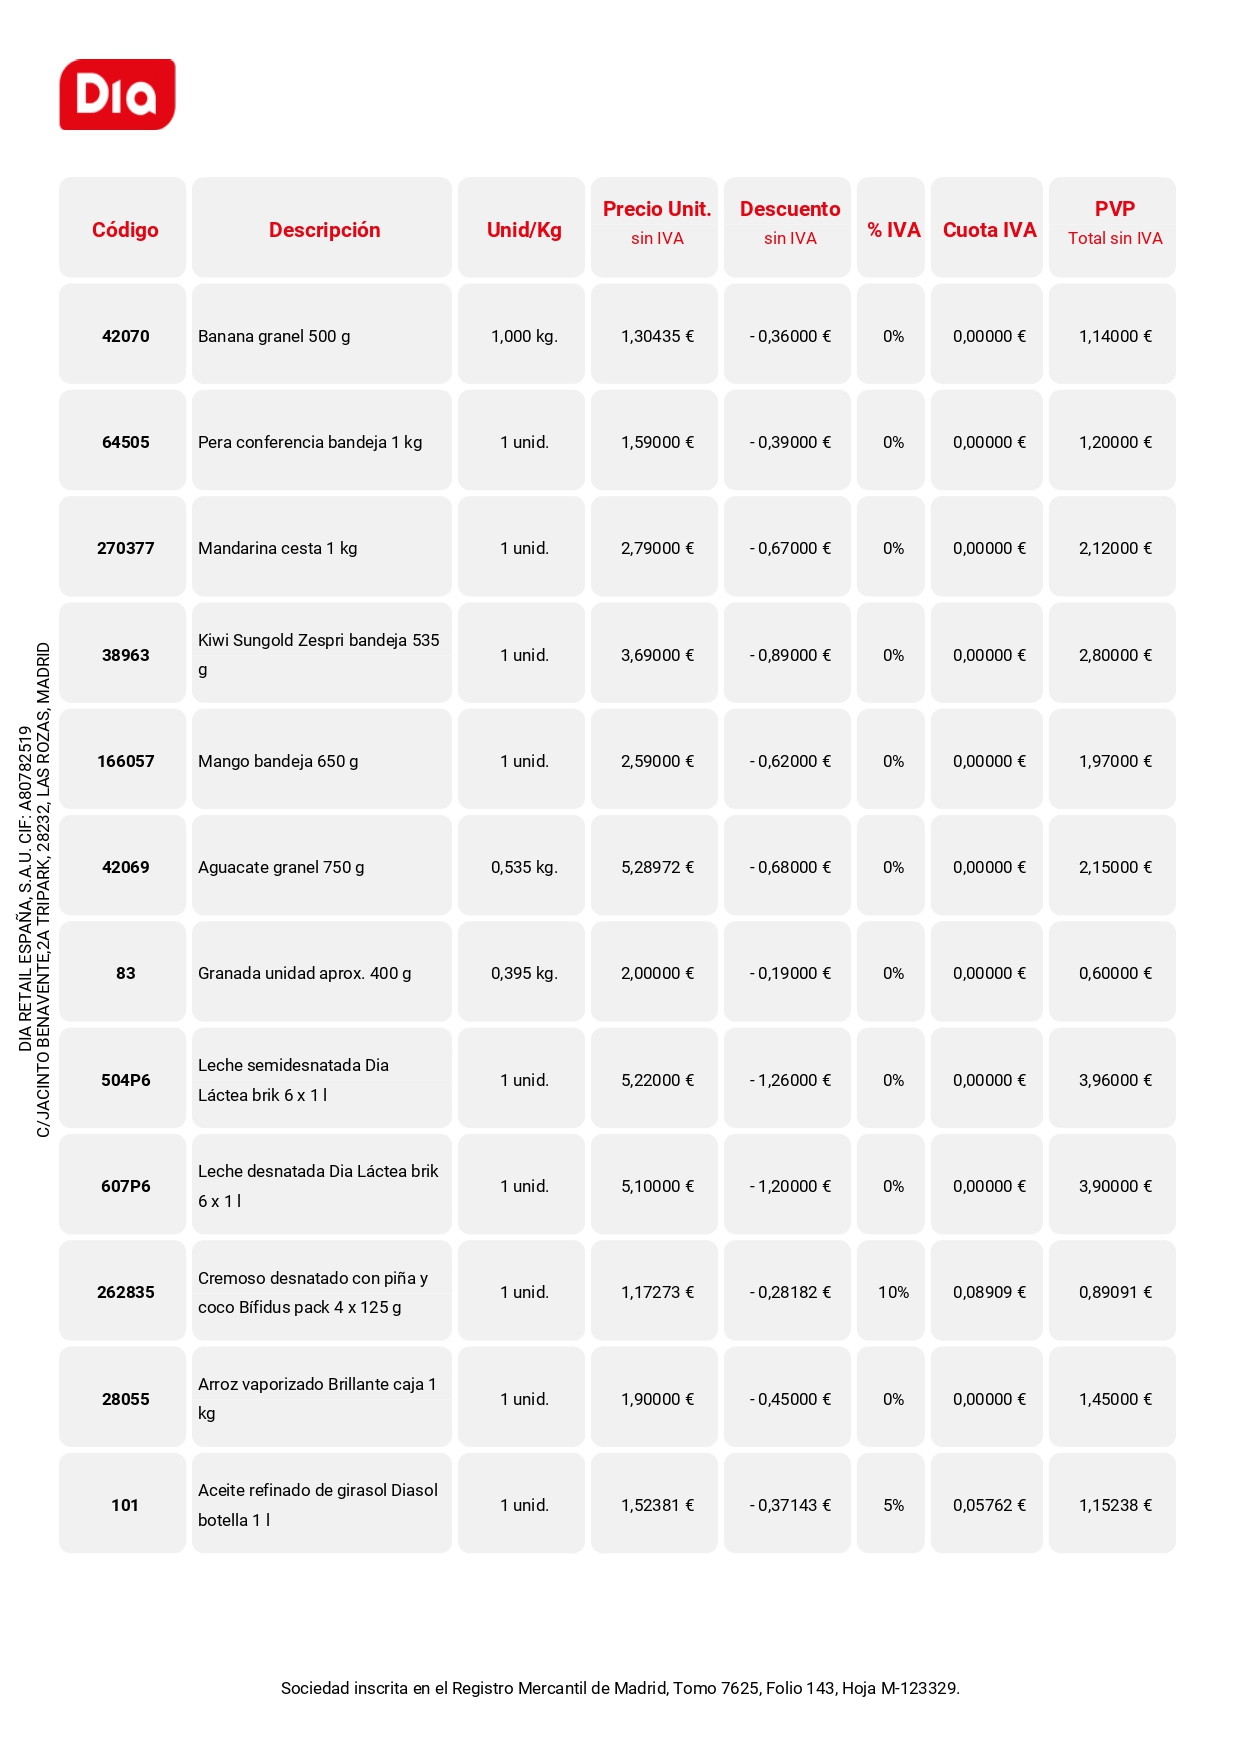 Dia
Código Descripción Unid/Kg Precio Unit. sin IVA Descuento sin IVA % IVA Cuota IVA PVP Total sin IVA
42070 Banana granel 500 g 1,000 kg. 1,30435 € - 0,36000 € 0% 0,00000 € 1,14000 €
64505 Pera conferencia bandeja 1 kg 1 unid. 1,59000 € - 0,39000 € 0% 0,00000 € 1,20000 €
270377 Mandarina cesta 1 kg 1 unid. 2,79000 € - 0,67000 € 0% 0,00000 € 2,12000 €
38963 Kiwi Sungold Zespri bandeja 535 g 1 unid. 3,69000 € - 0,89000 € 0% 0,00000 € 2,80000 €
166057 Mango bandeja 650 g 1 unid. 2,59000 € - 0,62000 € 0% 0,00000 € 1,97000 €
42069 Aguacate granel 750 g 0,535 kg. 5,28972 € - 0,68000 € 0% 0,00000 € 2,15000 €
83 Granada unidad aprox. 400 g 0,395 kg. 2,00000 € - 0,19000 € 0% 0,00000 € 0,60000 €
504P6 Leche semidesnatada Dia Láctea brik 6 x 1 l 1 unid. 5,22000 € - 1,26000 € 0% 0,00000 € 3,96000 €
607P6 Leche desnatada Dia Láctea brik 6 x 1 l 1 unid. 5,10000 € - 1,20000 € 0% 0,00000 € 3,90000 €
262835 Cremoso desnatado con piña y coco Bífidus pack 4 x 125 g 1 unid. 1,17273 € - 0,28182 € 10% 0,08909 € 0,89091 €
28055 Arroz vaporizado Brillante caja 1 kg 1 unid. 1,90000 € - 0,45000 € 0% 0,00000 € 1,45000 €
101 Aceite refinado de girasol Diasol botella 1 l 1 unid. 1,52381 € - 0,37143 € 5% 0,05762 € 1,15238 €
DIA RETAIL ESPAÑA, S.A.U. CIF: A80782519
C/JACINTO BENAVENTE,2A TRIPARK, 28232, LAS ROZAS, MADRID
Sociedad inscrita en el Registro Mercantil de Madrid, Tomo 7625, Folio 143, Hoja M-123329.